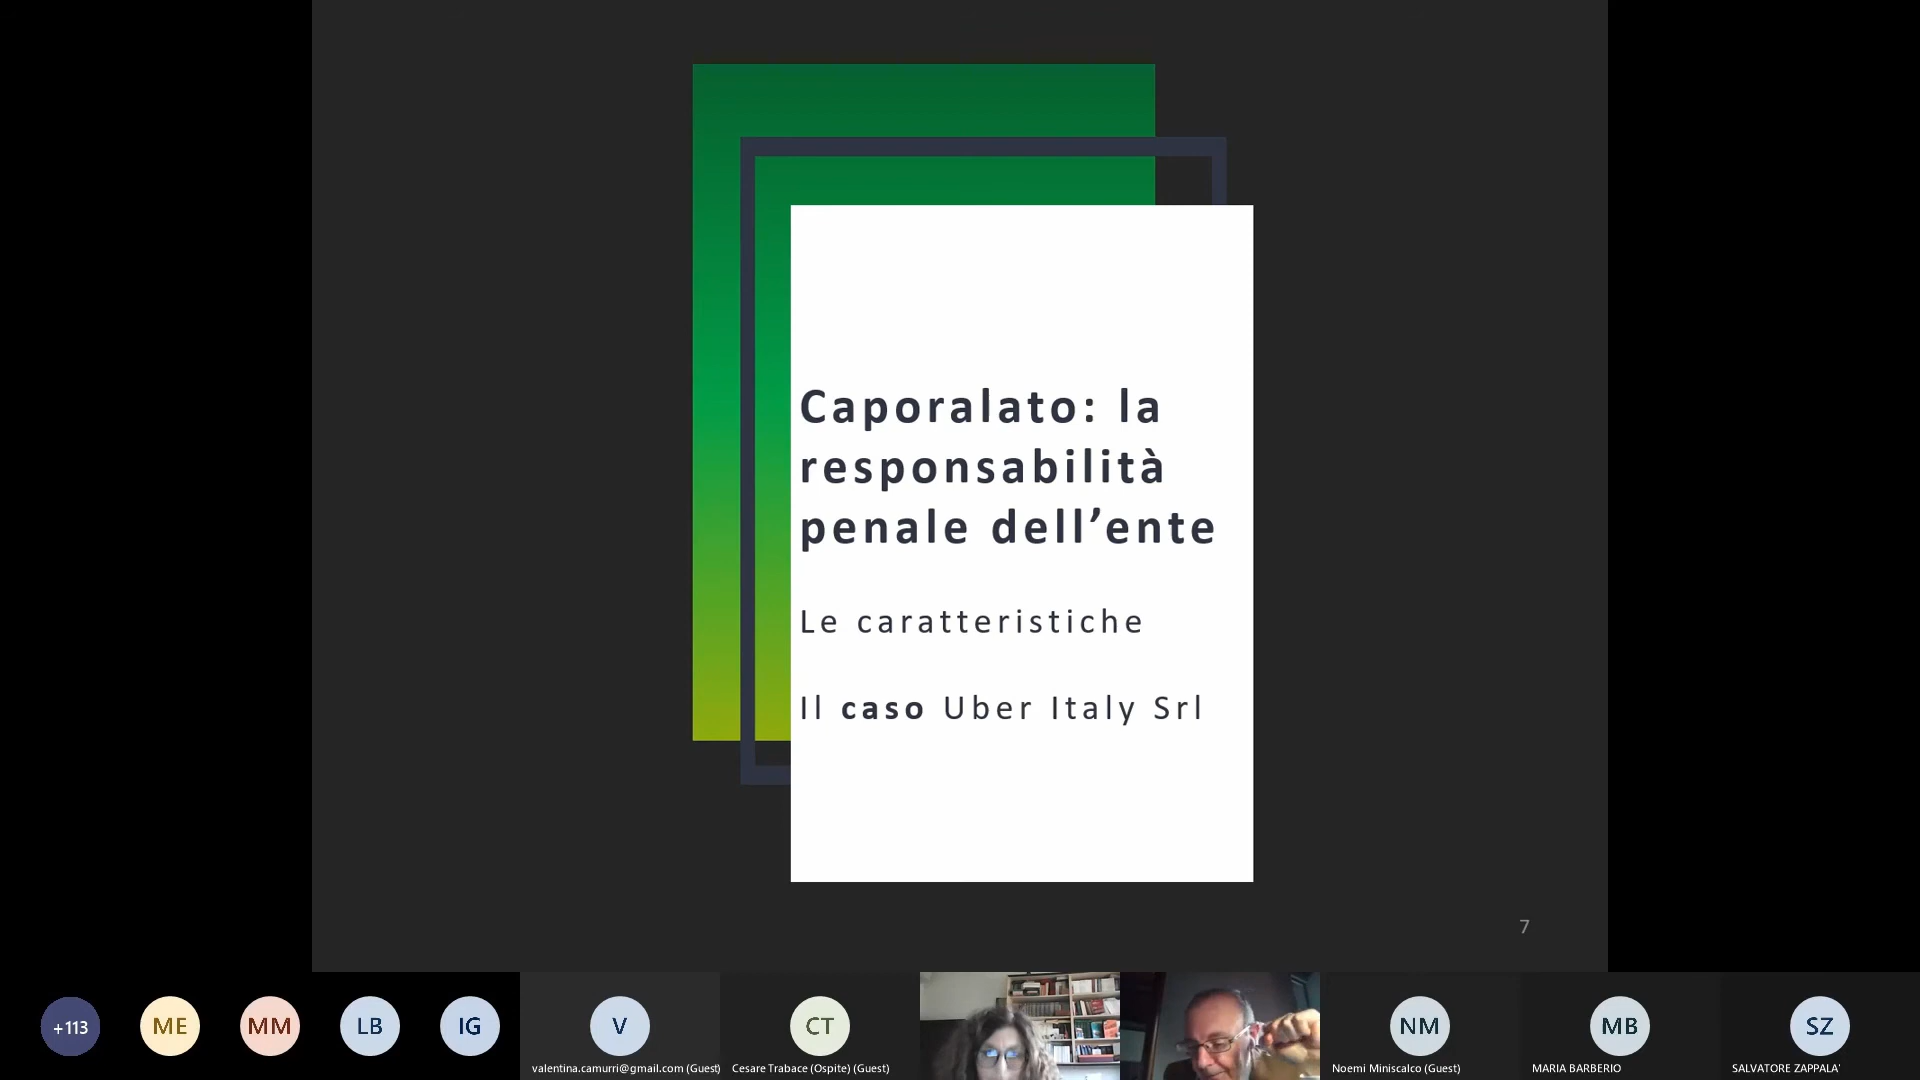 Caporalato: la
responsabilità
penale dell’ente
Le caratteristiche
Il caso Uber Italy Srl
7
+113
ME
MM
LB
IG
V
valentina.camurri@gmail.com (Guest)
CT
Cesare Trabace (Ospite) (Guest)
NM
Noemi Miniscalco (Guest)
MB
MARIA BARBERIO
SZ
SALVATORE ZAPPALA'